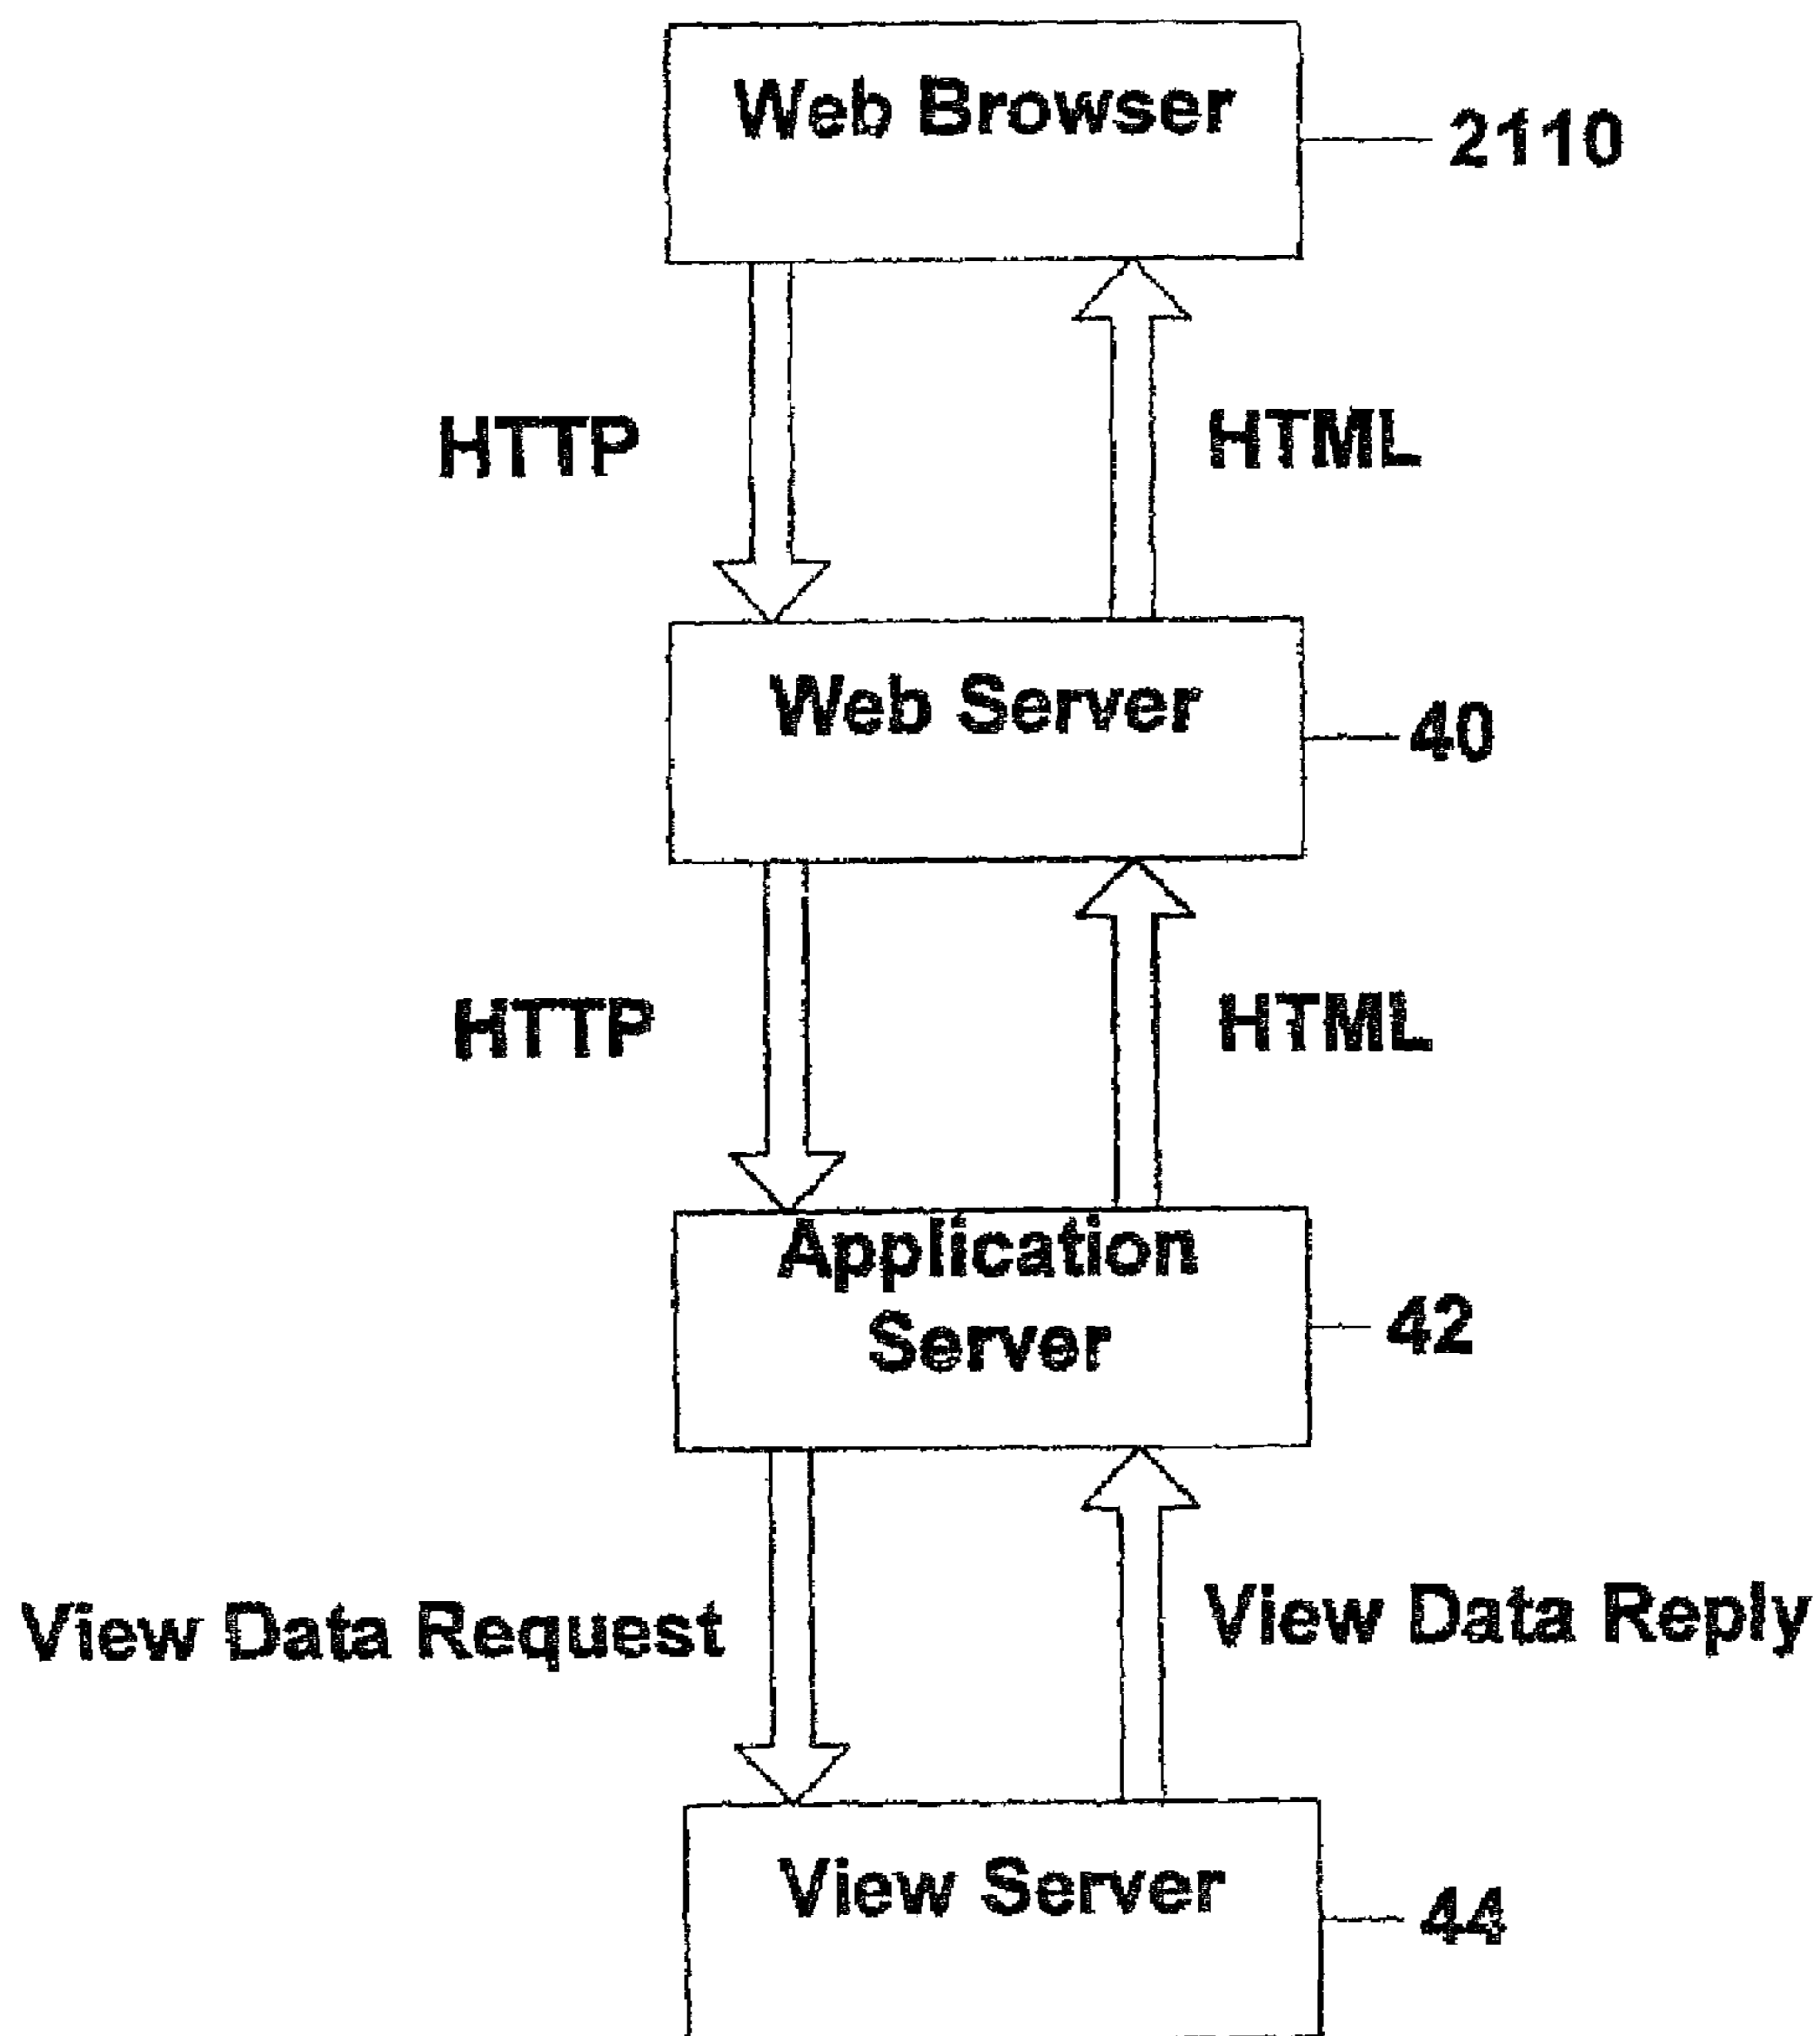 Web Browser
2110
HTTP
HTML
Web Server
40
HTTP
HTML
Application
Server
42
View Data Request
View Data Reply
View Server
44